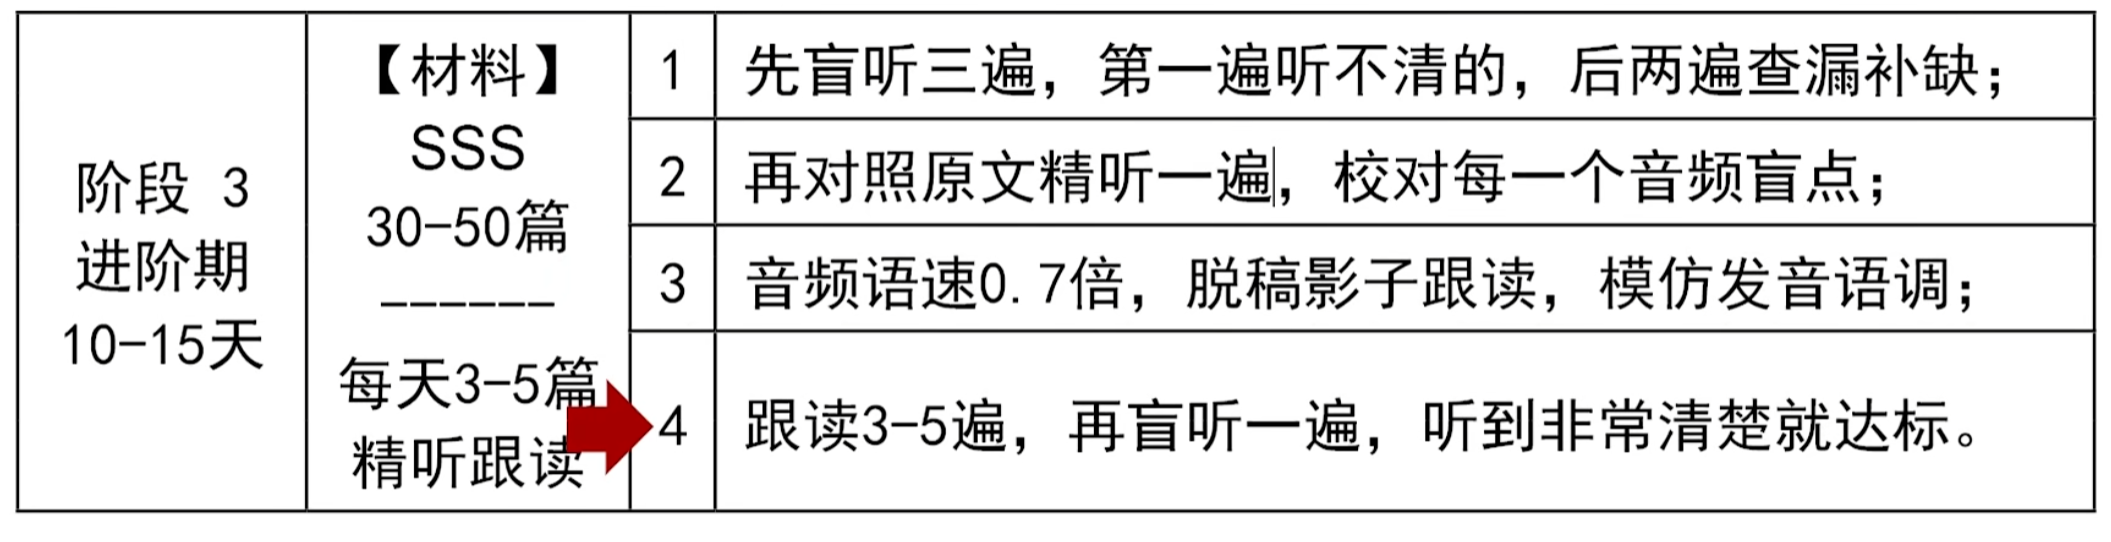 阶段 3
进阶期
10-15天
【材料】
SSS
30-50篇
------
每天3-5篇
精听跟读
1 先盲听三遍，第一遍听不清的，后两遍查漏补缺；
2 再对照原文精听一遍，校对每一个音频盲点；
3 音频语速0.7倍，脱稿影子跟读，模仿发音语调；
4 跟读3-5遍，再盲听一遍，听到非常清楚就达标。